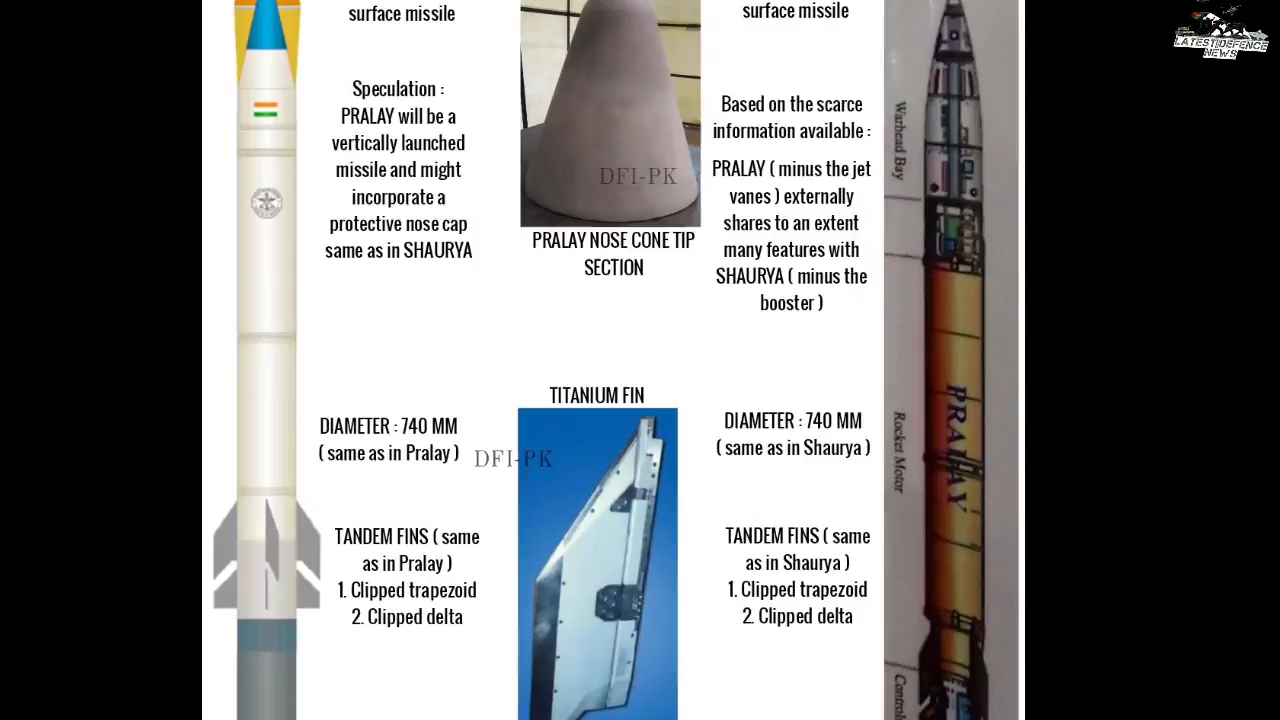 surface missile
Speculation :
PRALAY will be a
vertically launched
missile and might
incorporate a
protective nose cap
same as in SHAURYA
DIAMETER : 740 MM
( same as in Pralay )
TANDEM FINS ( same
as in Pralay )
1. Clipped trapezoid
2. Clipped delta
DFI-PK
PRALAY NOSE CONE TIP
SECTION
TITANIUM FIN
DFI-PK
surface missile
Based on the scarce
information available :
PRALAY ( minus the jet
vanes ) externally
shares to an extent
many features with
SHAURYA ( minus the
booster )
DIAMETER : 740 MM
( same as in Shaurya )
TANDEM FINS ( same
as in Shaurya )
1. Clipped trapezoid
2. Clipped delta
Warhead Bay
Rocket Motor
PRALAY
LATEST DEFENCE
NEWS